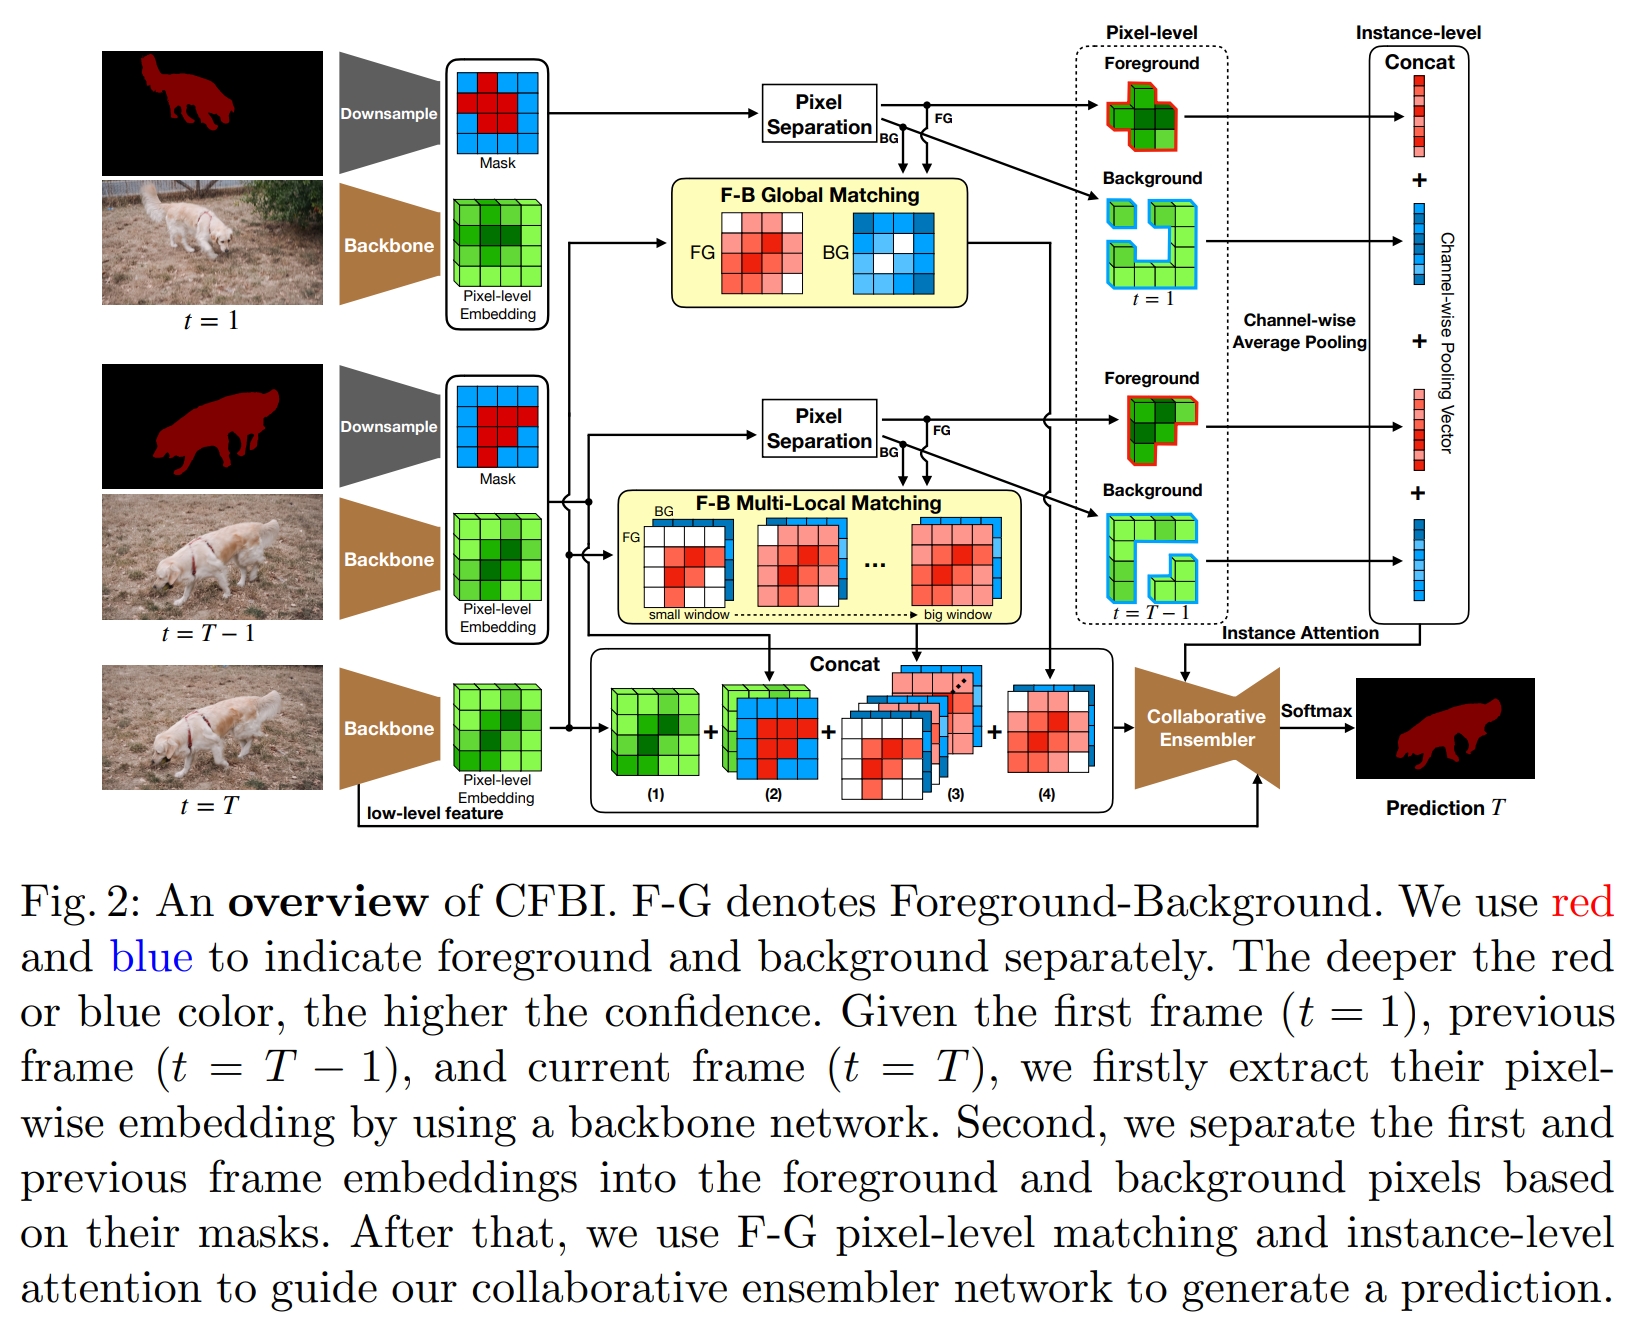 Pixel-level
Instance-level
Foreground
Concat
Downsample
Mask
Pixel
Separation
FG
BG
Backbone
Pixel-level
Embedding
t = 1
F-B Global Matching
FG
BG
Background
t = 1
Channel-wise
Average Pooling
Channel-wise Pooling Vector
+
+
+
Downsample
Mask
Pixel
Separation
FG
BG
Foreground
Backbone
Pixel-level
Embedding
t = T − 1
F-B Multi-Local Matching
BG
FG
...
small window
big window
Background
t = T − 1
Instance Attention
Backbone
Pixel-level
Embedding
t = T
low-level feature
Concat
+
+
+
(1)
(2)
(3)
(4)
Collaborative
Ensembler
Softmax
Prediction T
Fig. 2: An overview of CFBI. F-G denotes Foreground-Background. We use red
and blue to indicate foreground and background separately. The deeper the red
or blue color, the higher the confidence. Given the first frame (t = 1), previous
frame (t = T − 1), and current frame (t = T), we firstly extract their pixel-
wise embedding by using a backbone network. Second, we separate the first and
previous frame embeddings into the foreground and background pixels based
on their masks. After that, we use F-G pixel-level matching and instance-level
attention to guide our collaborative ensembler network to generate a prediction.